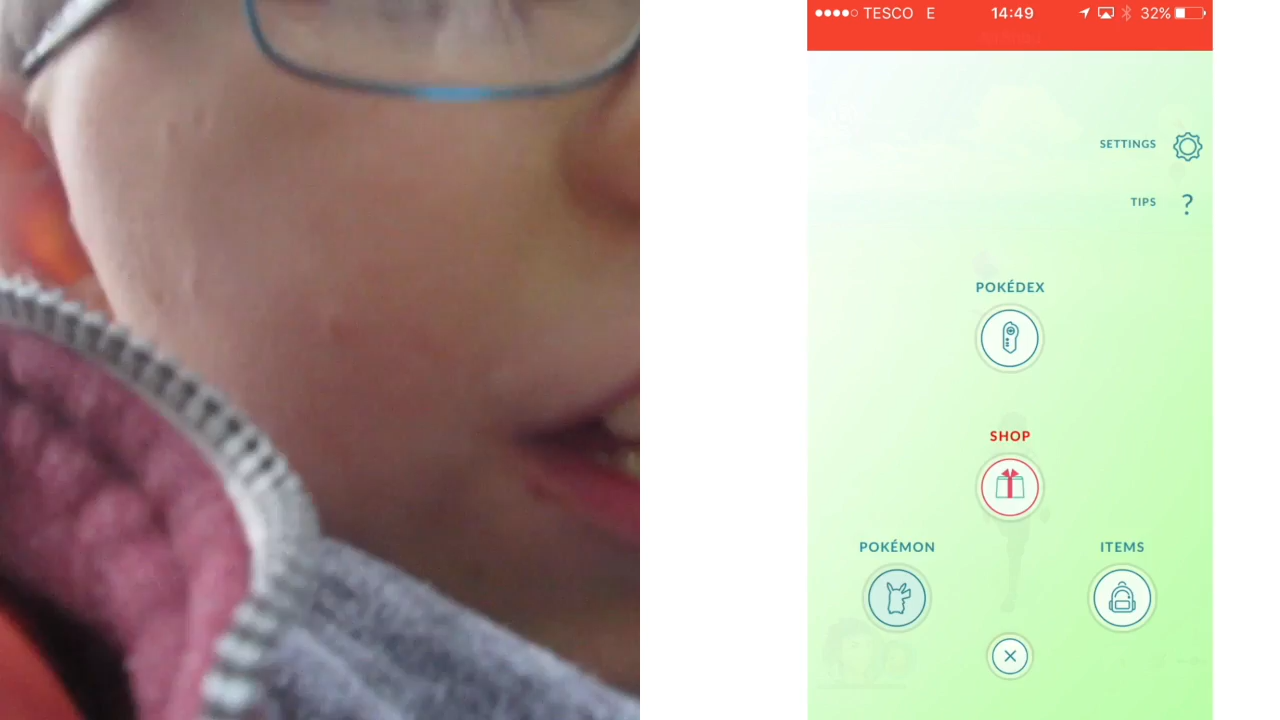 TESCO E 14:49 32%
SETTINGS
TIPS ?
POKÉDEX
SHOP
POKÉMON ITEMS